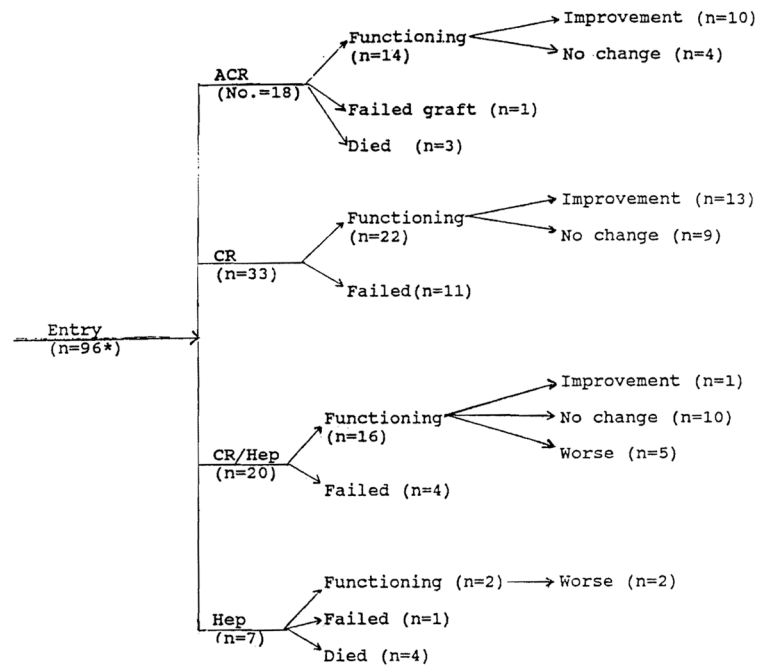 Improvement (n=10)
Functioning
(n=14)
No change (n=4)
ACR
(No.=18)
Failed graft (n=1)
Died (n=3)
Improvement (n=13)
Functioning
(n=22)
No change (n=9)
CR
(n=33)
Failed(n=11)
Entry
(n=96*)
Improvement (n=1)
Functioning
(n=16)
No change (n=10)
Worse (n=5)
CR/Hep
(n=20)
Failed (n=4)
Functioning (n=2)
Worse (n=2)
Hep
(n=7)
Failed (n=1)
Died (n=4)